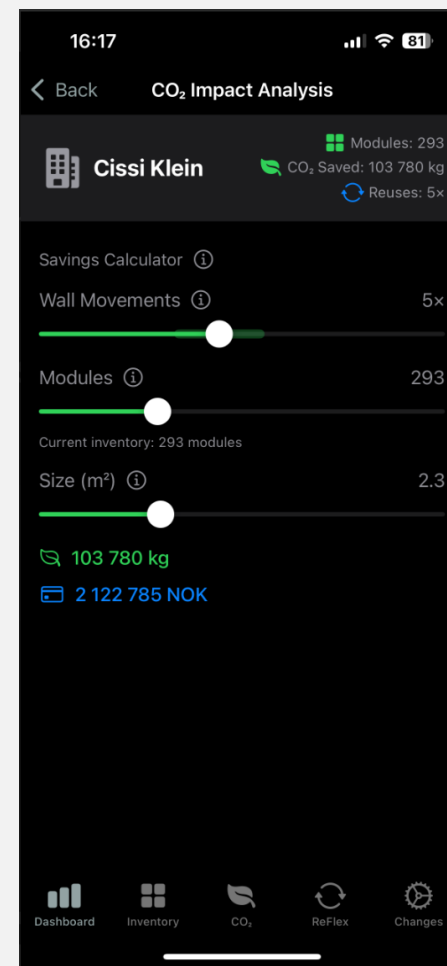 16:17 81
Back CO₂ Impact Analysis
Modules: 293
Cissi Klein CO₂ Saved: 103 780 kg
Reuses: 5×
Savings Calculator
Wall Movements 5×
Modules 293
Current inventory: 293 modules
Size (m²) 2.3
103 780 kg
2 122 785 NOK
Dashboard Inventory CO₂ ReFlex Changes